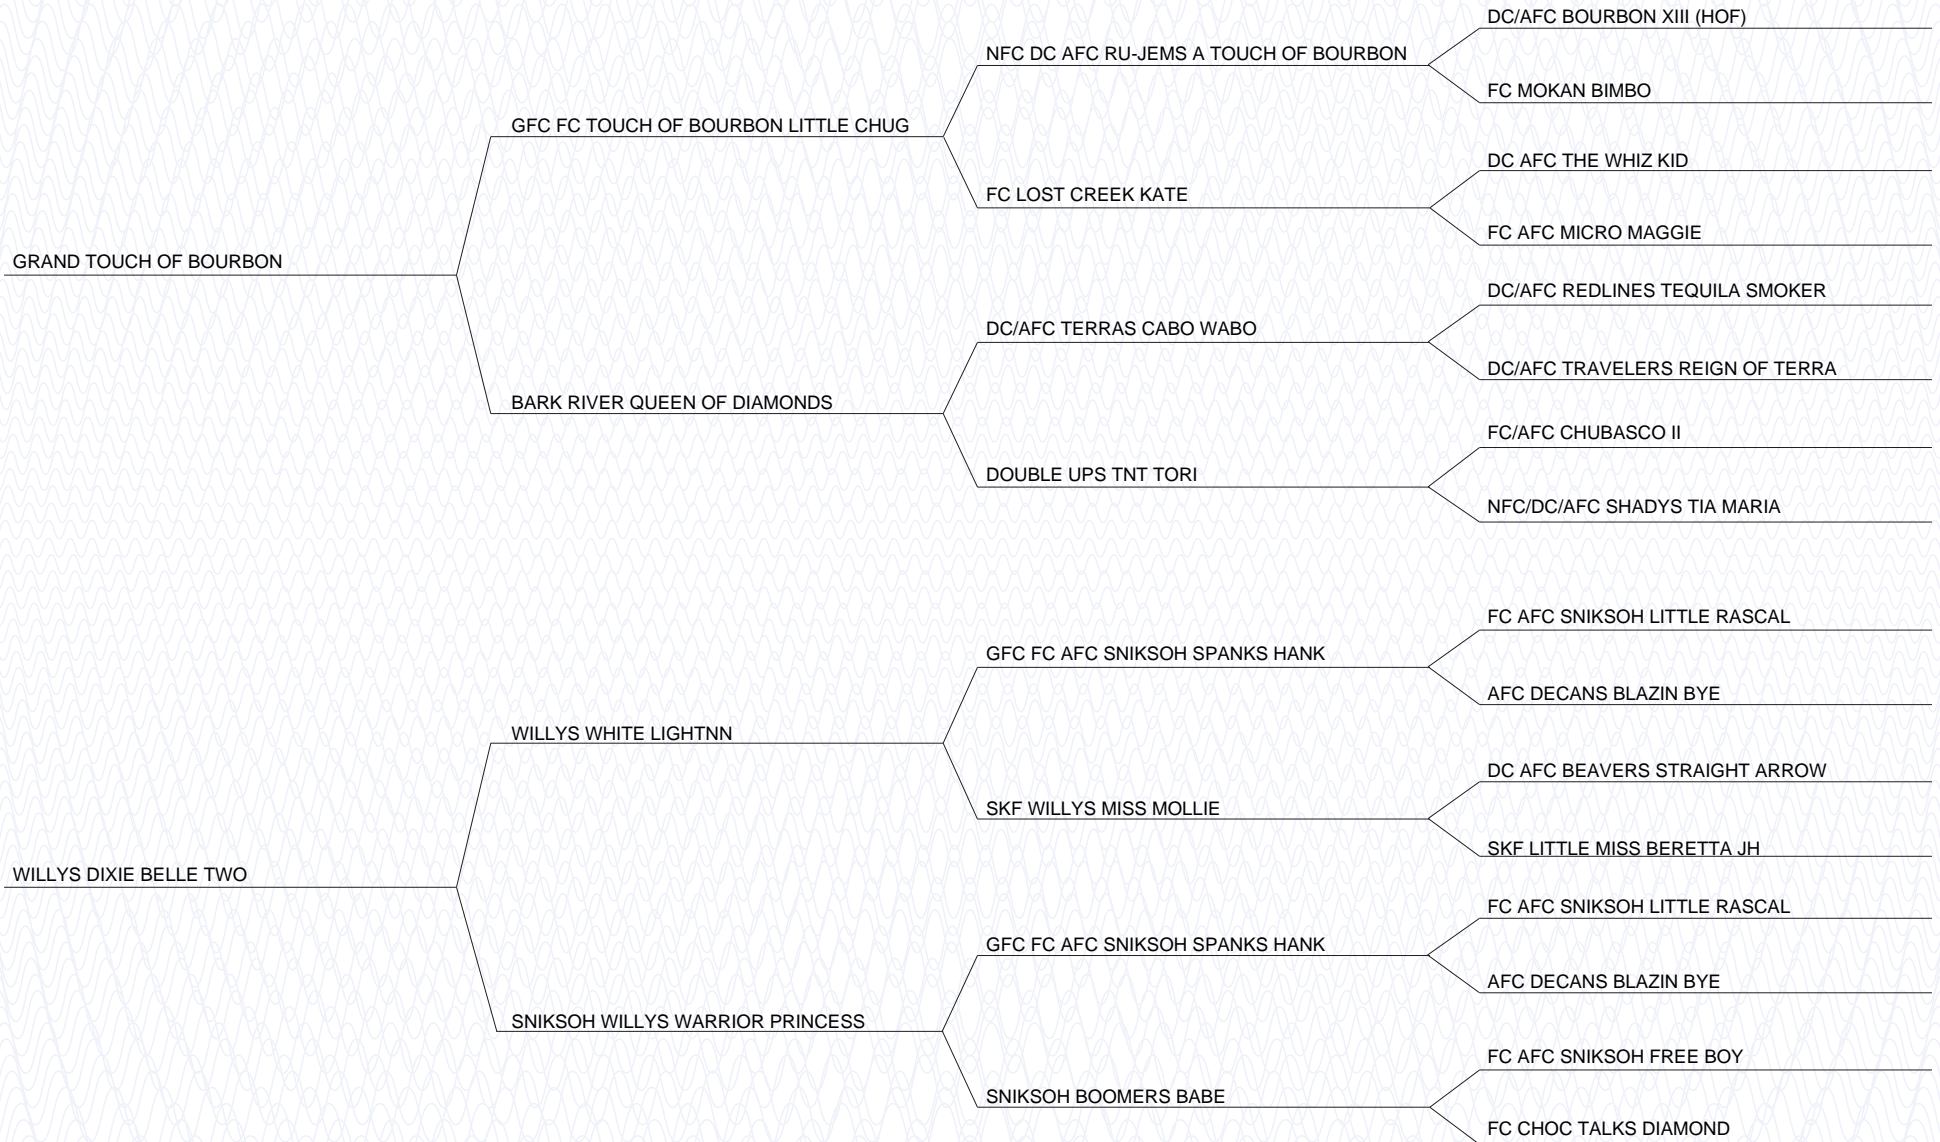 DC/AFC BOURBON XIII (HOF)
NFC DC AFC RU-JEMS A TOUCH OF BOURBON
FC MOKAN BIMBO
GFC FC TOUCH OF BOURBON LITTLE CHUG
DC AFC THE WHIZ KID
FC LOST CREEK KATE
FC AFC MICRO MAGGIE
GRAND TOUCH OF BOURBON
DC/AFC REDLINES TEQUILA SMOKER
DC/AFC TERRAS CABO WABO
DC/AFC TRAVELERS REIGN OF TERRA
BARK RIVER QUEEN OF DIAMONDS
FC/AFC CHUBASCO II
DOUBLE UPS TNT TORI
NFC/DC/AFC SHADYS TIA MARIA
FC AFC SNIKSOH LITTLE RASCAL
GFC FC AFC SNIKSOH SPANKS HANK
AFC DECANS BLAZIN BYE
WILLYS WHITE LIGHTNN
DC AFC BEAVERS STRAIGHT ARROW
SKF WILLYS MISS MOLLIE
SKF LITTLE MISS BERETTA JH
WILLYS DIXIE BELLE TWO
FC AFC SNIKSOH LITTLE RASCAL
GFC FC AFC SNIKSOH SPANKS HANK
AFC DECANS BLAZIN BYE
SNIKSOH WILLYS WARRIOR PRINCESS
FC AFC SNIKSOH FREE BOY
SNIKSOH BOOMERS BABE
FC CHOC TALKS DIAMOND